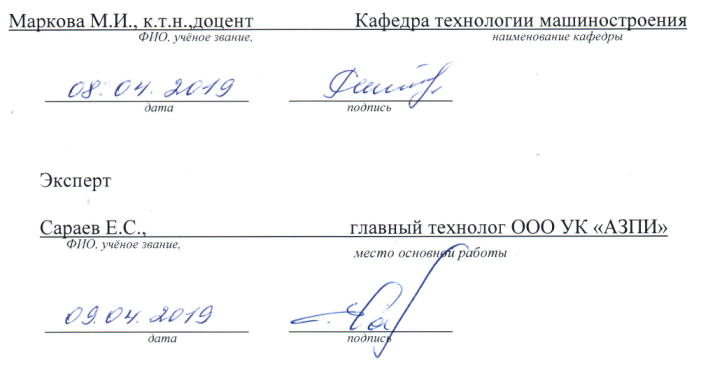 Маркова М.И., к.т.н.,доцент Кафедра технологии машиностроения
ФИО, учёное звание, наименование кафедры
08.04.2019
дата подпись
Эксперт
Сараев Е.С., главный технолог ООО УК «АЗПИ»
ФИО, учёное звание, место основной работы
09.04.2019
дата подпись